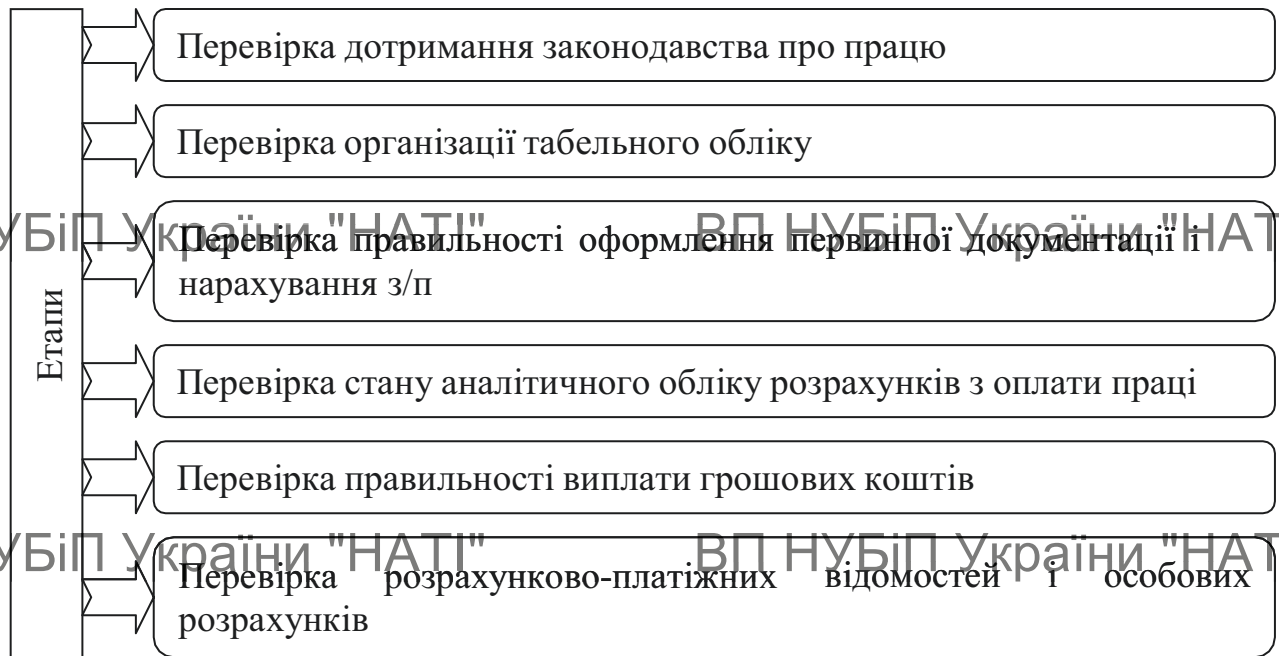 Етапи
Перевірка дотримання законодавства про працю
Перевірка організації табельного обліку
УБіП України "НАТІ" ВП НУБіП України "НАТ
Перевірка правильності оформлення первинної документації і
нарахування з/п
Перевірка стану аналітичного обліку розрахунків з оплати праці
Перевірка правильності виплати грошових коштів
УБіП України "НАТІ" ВП НУБіП України "НАТ
Перевірка розрахунково-платіжних відомостей і особових
розрахунків